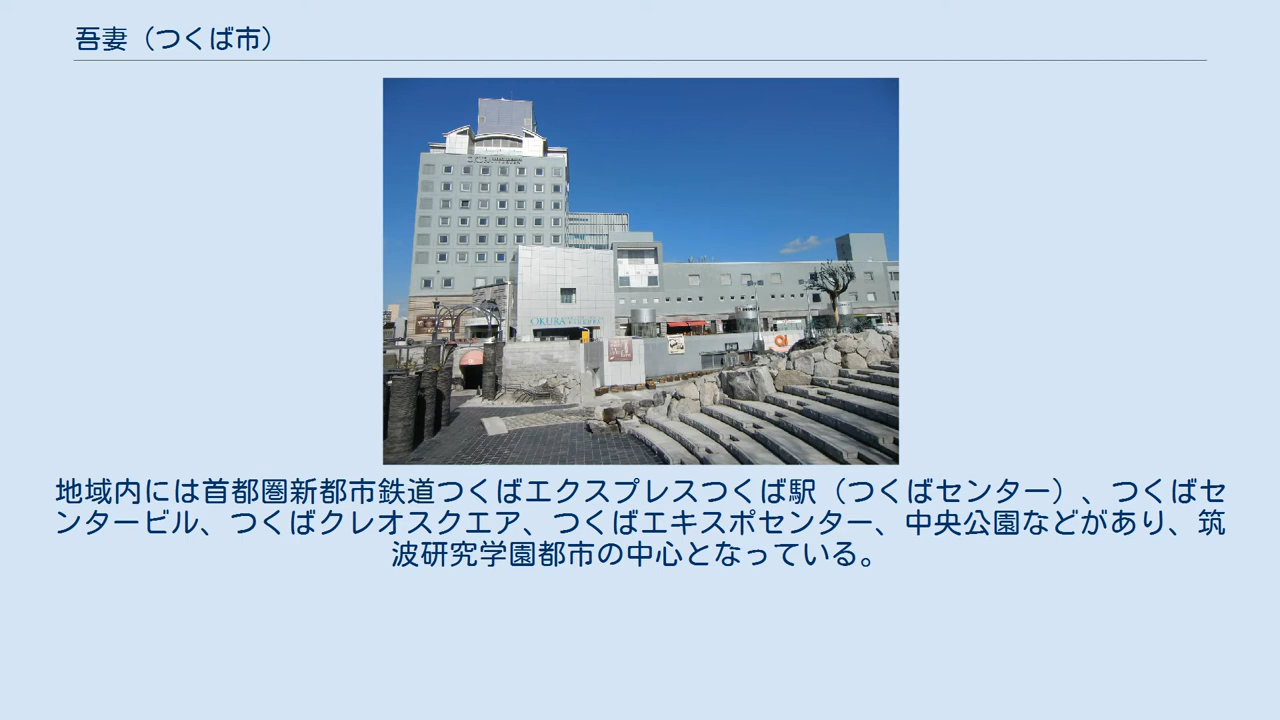 吾妻（つくば市）
OKURA
OKURA
地域内には首都圏新都市鉄道つくばエクスプレスつくば駅（つくばセンター）、つくばセ
ンタービル、つくばクレオスクエア、つくばエキスポセンター、中央公園などがあり、筑
波研究学園都市の中心となっている。